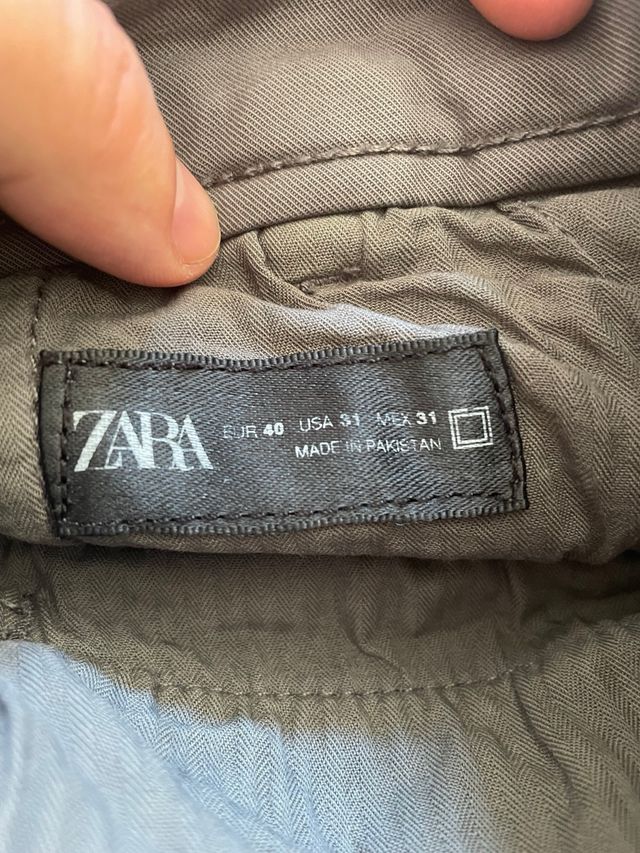 ZARA
EUR 40 USA 31 MEX 31
MADE IN PAKISTAN